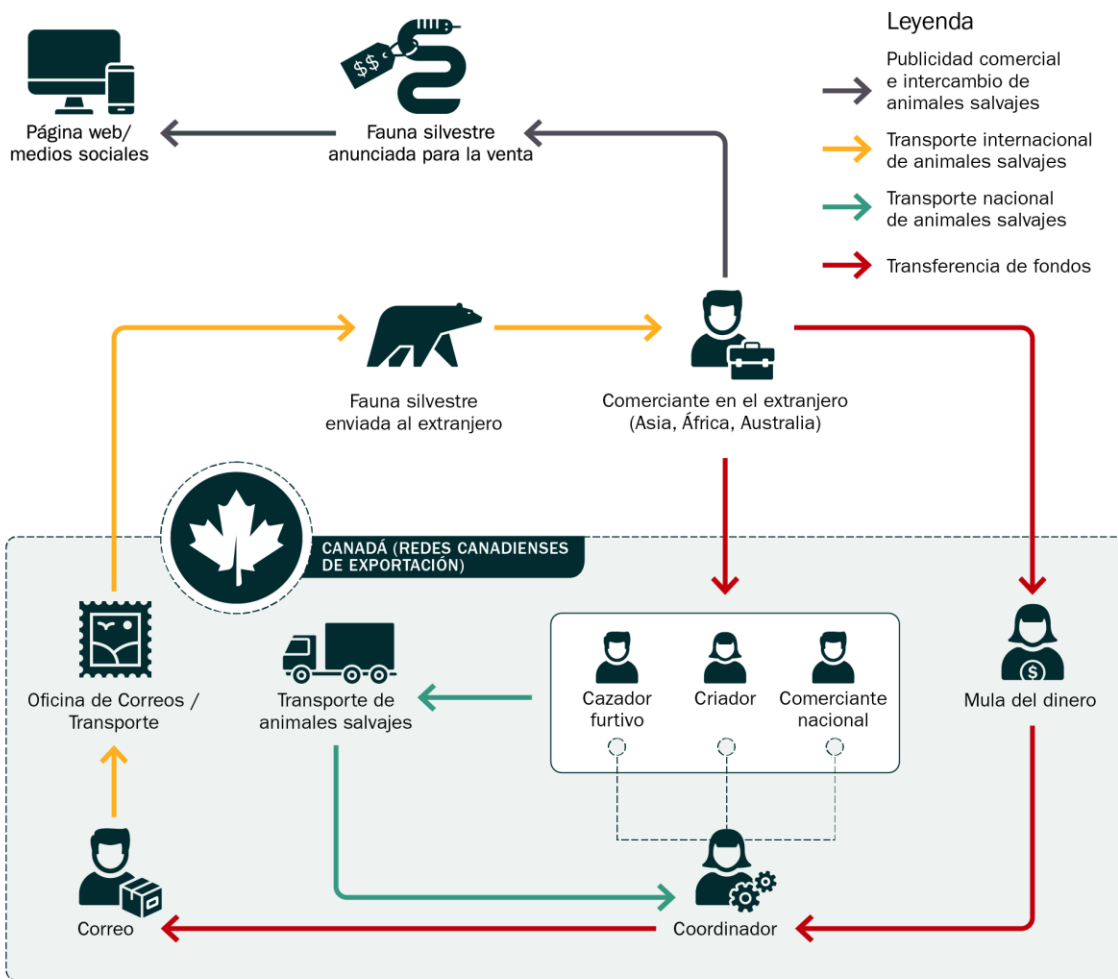 Leyenda
Publicidad comercial
e intercambio de
animales salvajes
Transporte internacional
de animales salvajes
Transporte nacional
de animales salvajes
Transferencia de fondos
$$
Página web/
medios sociales
Fauna silvestre
anunciada para la venta
Fauna silvestre
enviada al extranjero
Comerciante en el extranjero
(Asia, África, Australia)
CANADÁ (REDES CANADIENSES
DE EXPORTACIÓN)
Oficina de Correos /
Transporte
Transporte de
animales salvajes
Cazador
furtivo
Criador
Comerciante
nacional
$
Mula del dinero
Correo
Coordinador